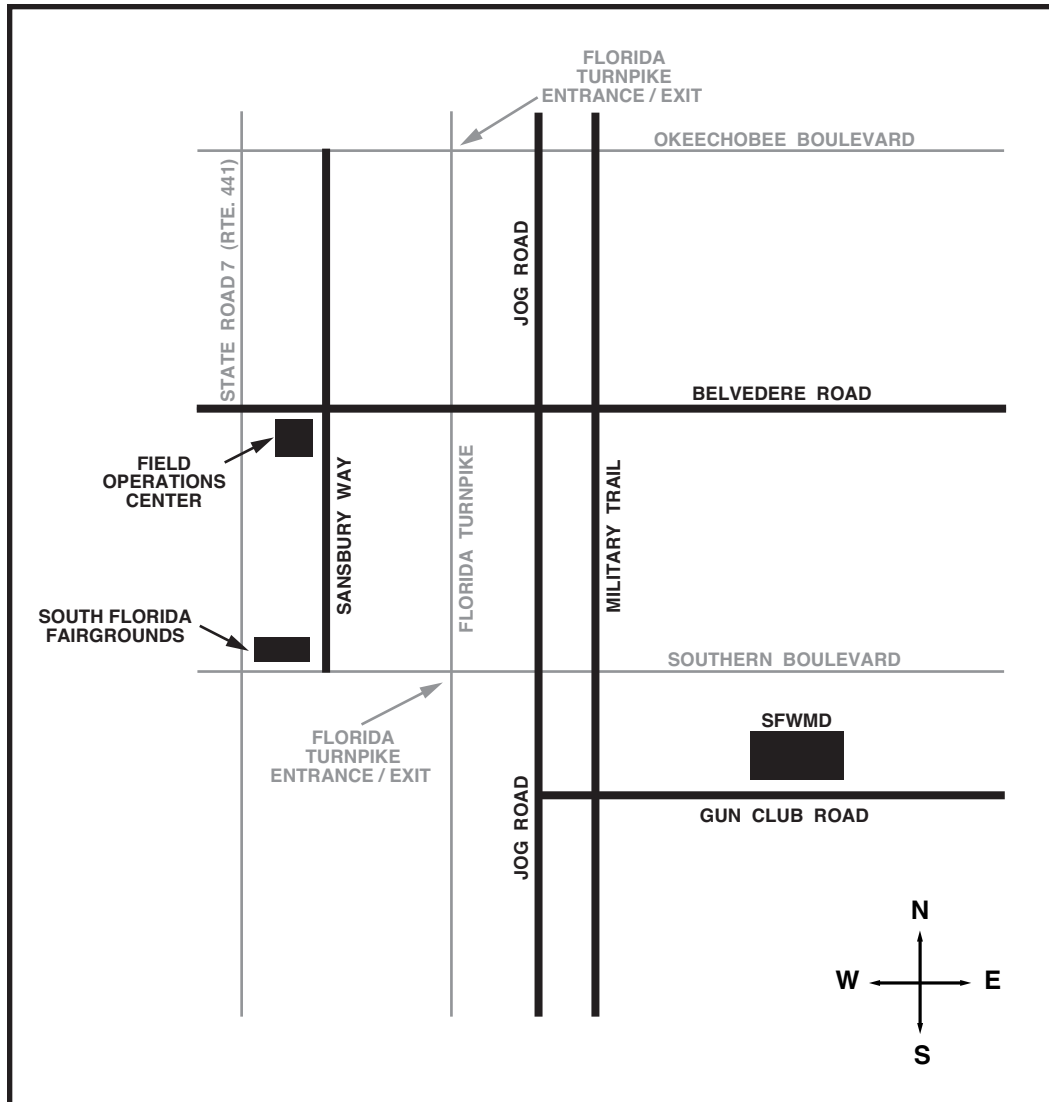 FLORIDA
TURNPIKE
ENTRANCE / EXIT
OKEECHOBEE BOULEVARD
STATE ROAD 7 (RTE. 441)
JOG ROAD
BELVEDERE ROAD
FIELD
OPERATIONS
CENTER
SANSBURY WAY
FLORIDA TURNPIKE
MILITARY TRAIL
SOUTH FLORIDA
FAIRGROUNDS
SOUTHERN BOULEVARD
FLORIDA
TURNPIKE
ENTRANCE / EXIT
SFWMD
JOG ROAD
GUN CLUB ROAD
N
W
E
S